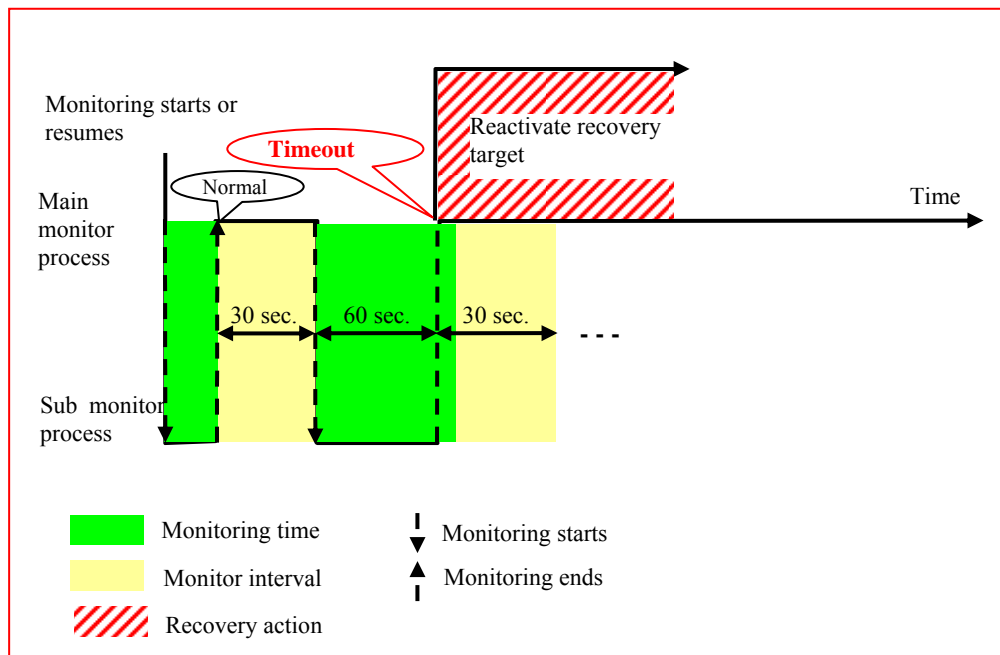 Monitoring starts or
resumes
Timeout
Reactivate recovery
target
Normal
Main
monitor
process
Time
30 sec.
60 sec.
30 sec.
- - -
Sub monitor
process
Monitoring time
Monitoring starts
Monitor interval
Monitoring ends
Recovery action